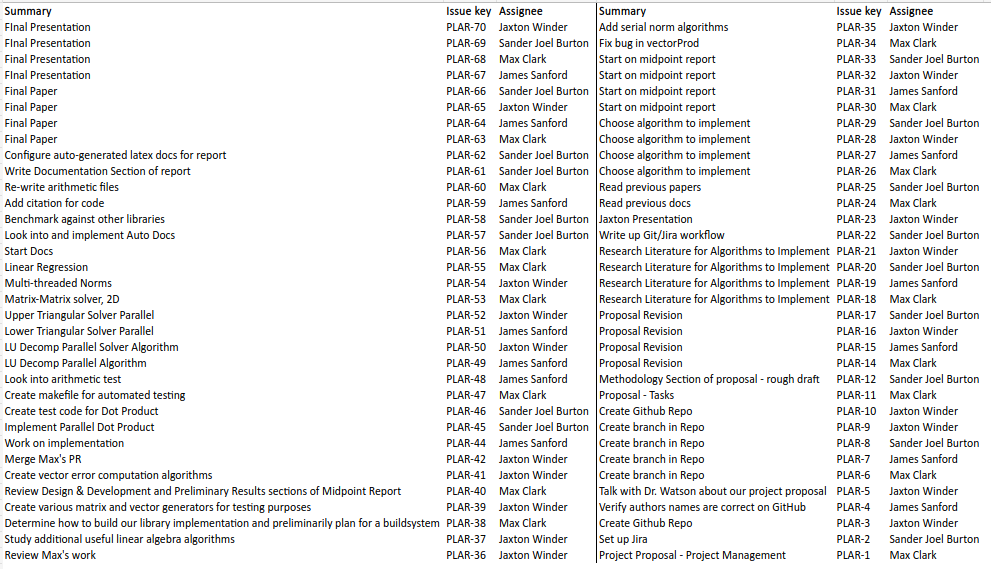 Summary Issue key Assignee
FInal Presentation PLAR-70 Jaxton Winder
FInal Presentation PLAR-69 Sander Joel Burton
Final Presentation PLAR-68 Max Clark
FInal Presentation PLAR-67 James Sanford
Final Paper PLAR-66 Sander Joel Burton
Final Paper PLAR-65 Jaxton Winder
Final Paper PLAR-64 James Sanford
Final Paper PLAR-63 Max Clark
Configure auto-generated latex docs for report PLAR-62 Sander Joel Burton
Write Documentation Section of report PLAR-61 Sander Joel Burton
Re-write arithmetic files PLAR-60 Max Clark
Add citation for code PLAR-59 James Sanford
Benchmark against other libraries PLAR-58 Sander Joel Burton
Look into and implement Auto Docs PLAR-57 Sander Joel Burton
Start Docs PLAR-56 Max Clark
Linear Regression PLAR-55 Max Clark
Multi-threaded Norms PLAR-54 Jaxton Winder
Matrix-Matrix solver, 2D PLAR-53 Max Clark
Upper Triangular Solver Parallel PLAR-52 Jaxton Winder
Lower Triangular Solver Parallel PLAR-51 James Sanford
LU Decomp Parallel Solver Algorithm PLAR-50 Jaxton Winder
LU Decomp Parallel Algorithm PLAR-49 James Sanford
Look into arithmetic test PLAR-48 James Sanford
Create makefile for automated testing PLAR-47 Max Clark
Create test code for Dot Product PLAR-46 Sander Joel Burton
Implement Parallel Dot Product PLAR-45 Sander Joel Burton
Work on implementation PLAR-44 James Sanford
Merge Max's PR PLAR-42 Jaxton Winder
Create vector error computation algorithms PLAR-41 Jaxton Winder
Review Design & Development and Preliminary Results sections of Midpoint Report PLAR-40 Max Clark
Create various matrix and vector generators for testing purposes PLAR-39 Jaxton Winder
Determine how to build our library implementation and preliminarily plan for a buildsystem PLAR-38 Max Clark
Study additional useful linear algebra algorithms PLAR-37 Jaxton Winder
Review Max's work PLAR-36 Jaxton Winder
Summary Issue key Assignee
Add serial norm algorithms PLAR-35 Jaxton Winder
Fix bug in vectorProd PLAR-34 Max Clark
Start on midpoint report PLAR-33 Sander Joel Burton
Start on midpoint report PLAR-32 Jaxton Winder
Start on midpoint report PLAR-31 James Sanford
Start on midpoint report PLAR-30 Max Clark
Choose algorithm to implement PLAR-29 Sander Joel Burton
Choose algorithm to implement PLAR-28 Jaxton Winder
Choose algorithm to implement PLAR-27 James Sanford
Choose algorithm to implement PLAR-26 Max Clark
Read previous papers PLAR-25 Sander Joel Burton
Read previous docs PLAR-24 Max Clark
Jaxton Presentation PLAR-23 Jaxton Winder
Write up Git/Jira workflow PLAR-22 Sander Joel Burton
Research Literature for Algorithms to Implement PLAR-21 Jaxton Winder
Research Literature for Algorithms to Implement PLAR-20 Sander Joel Burton
Research Literature for Algorithms to Implement PLAR-19 James Sanford
Research Literature for Algorithms to Implement PLAR-18 Max Clark
Proposal Revision PLAR-17 Sander Joel Burton
Proposal Revision PLAR-16 Jaxton Winder
Proposal Revision PLAR-15 James Sanford
Proposal Revision PLAR-14 Max Clark
Methodology Section of proposal - rough draft PLAR-12 Sander Joel Burton
Proposal - Tasks PLAR-11 Max Clark
Create Github Repo PLAR-10 Jaxton Winder
Create branch in Repo PLAR-9 Jaxton Winder
Create branch in Repo PLAR-8 Sander Joel Burton
Create branch in Repo PLAR-7 James Sanford
Create branch in Repo PLAR-6 Max Clark
Talk with Dr. Watson about our project proposal PLAR-5 Jaxton Winder
Verify authors names are correct on GitHub PLAR-4 James Sanford
Create Github Repo PLAR-3 Jaxton Winder
Set up Jira PLAR-2 Sander Joel Burton
Project Proposal - Project Management PLAR-1 Max Clark